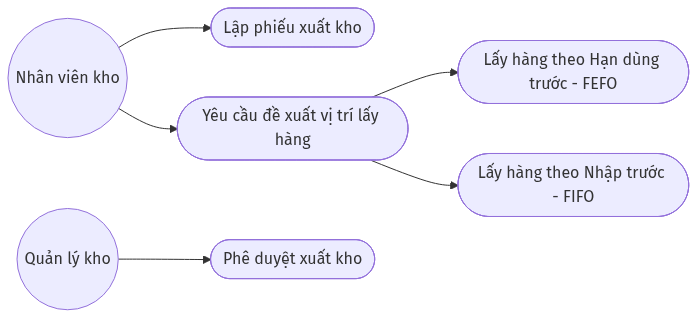 Lập phiếu xuất kho
Nhân viên kho
Lấy hàng theo Hạn dùng
trước - FEFO
Yêu cầu đề xuất vị trí lấy
hàng
Lấy hàng theo Nhập trước
- FIFO
Quản lý kho
Phê duyệt xuất kho